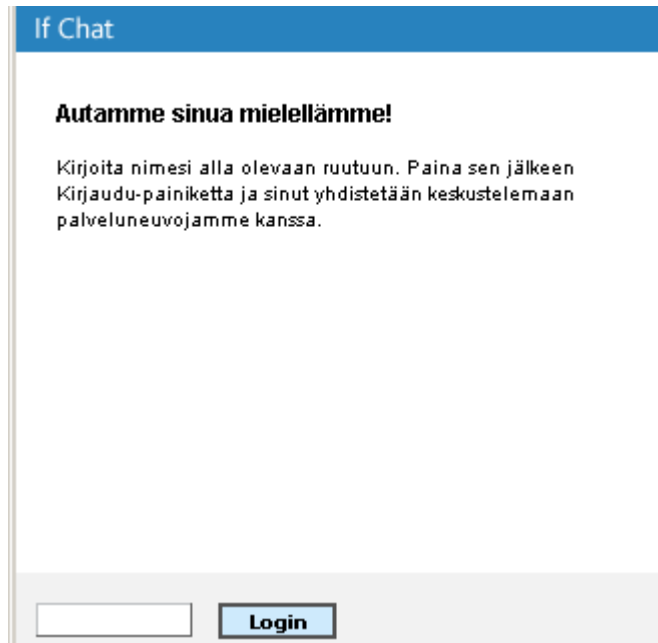 If Chat
Autamme sinua mielellämme!
Kirjoita nimesi alla olevaan ruutuun. Paina sen jälkeen
Kirjaudu-painiketta ja sinut yhdistetään keskustelemaan
palveluneuvojamme kanssa.
Login